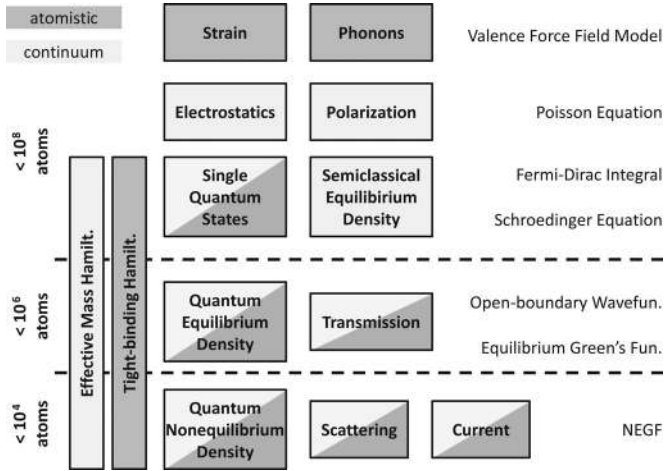 atomistic
continuum
Strain
Phonons
Valence Force Field Model
Electrostatics
Polarization
Poisson Equation
< 10⁸
atoms
Single
Quantum
States
Semiclassical
Equilibirium
Density
Fermi-Dirac Integral
Schroedinger Equation
Effective Mass Hamilt.
Tight-binding Hamilt.
< 10⁶
atoms
Quantum
Equilibrium
Density
Transmission
Open-boundary Wavefun.
Equilibrium Green's Fun.
< 10⁴
atoms
Quantum
Nonequilibrium
Density
Scattering
Current
NEGF